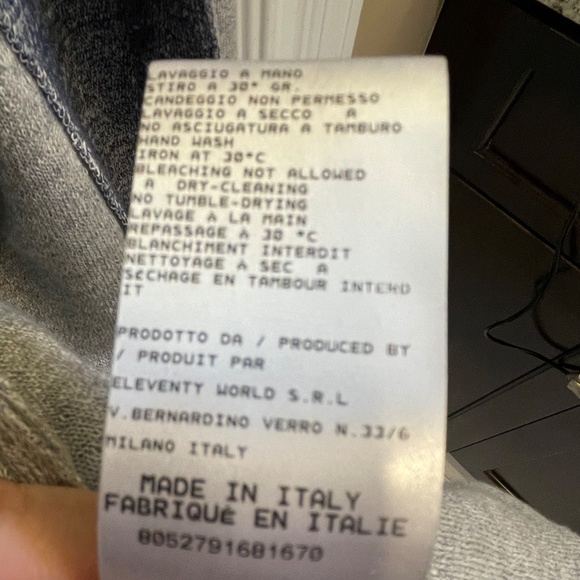 LAVAGGIO A MANO
STIRO A 30° GR.
CANDEGGIO NON PERMESSO
LAVAGGIO A SECCO A
NO ASCIUGATURA A TAMBURO
HAND WASH
IRON AT 30°C
BLEACHING NOT ALLOWED
A DRY-CLEANING
NO TUMBLE-DRYING
LAVAGE À LA MAIN
REPASSAGE À 30 °C
BLANCHIMENT INTERDIT
NETTOYAGE À SEC A
SÉCHAGE EN TAMBOUR INTERD
IT
PRODOTTO DA / PRODUCED BY
/ PRODUIT PAR
ELEVENTY WORLD S.R.L
V.BERNARDINO VERRO N.33/6
MILANO ITALY
MADE IN ITALY
FABRIQUÉ EN ITALIE
8052791681670